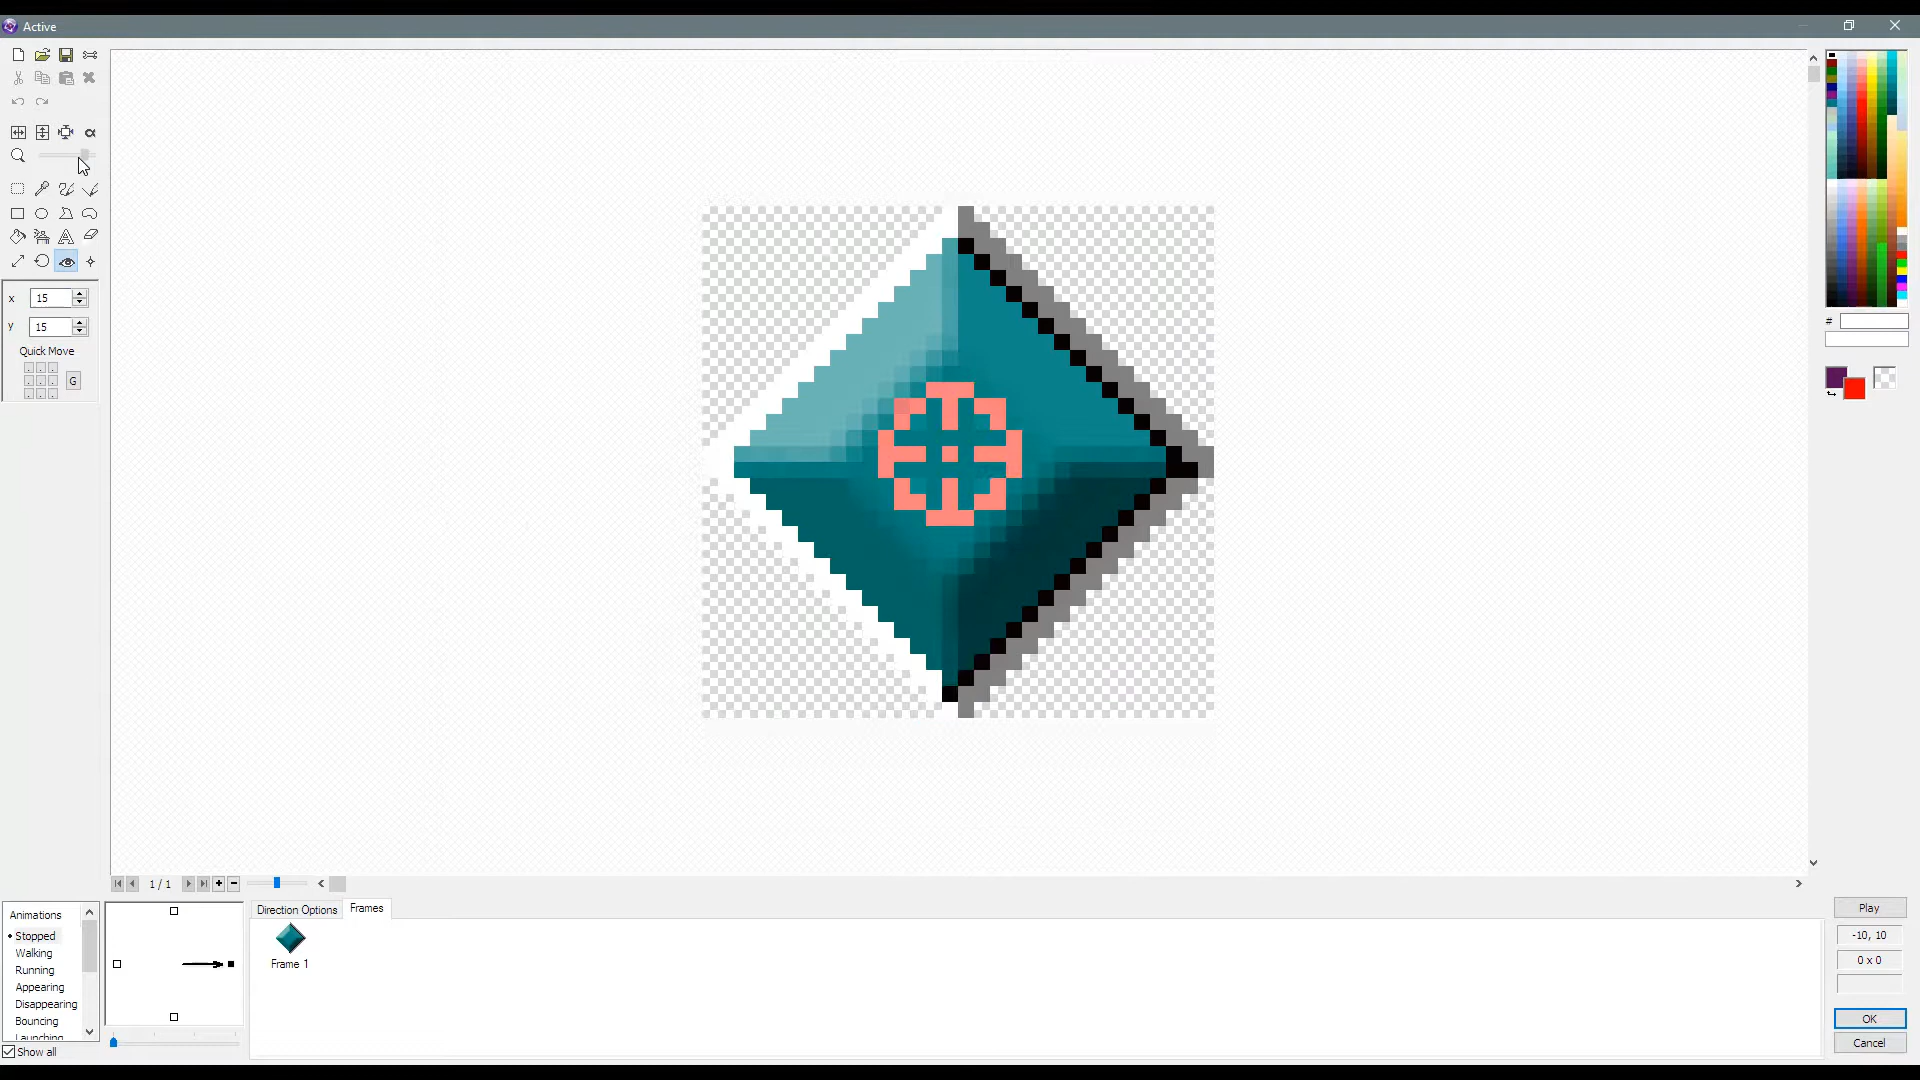 Active
α
x 15
y 15
Quick Move
G
#
1 / 1
Direction Options Frames
Frame 1
Animations
Stopped
Walking
Running
Appearing
Disappearing
Bouncing
Launching
Show all
Play
-10, 10
0 x 0
OK
Cancel